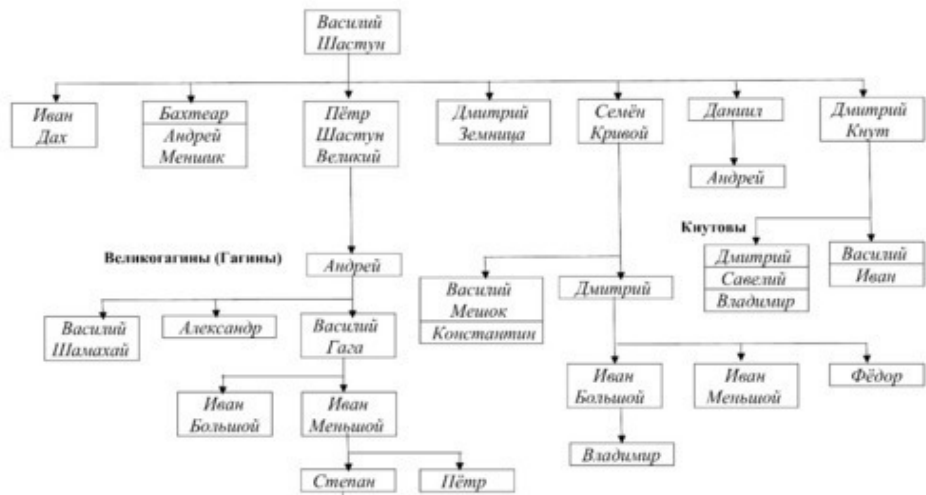 Василий
Шастун
Иван
Дах
Бахтеар
Андрей
Меншик
Пётр
Шастун
Великий
Дмитрий
Земница
Семён
Кривой
Даниил
Дмитрий
Кнут
Андрей
Кнутовы
Великогагины (Гагины)
Андрей
Василий
Мешок
Константин
Дмитрий
Дмитрий
Савелий
Владимир
Василий
Иван
Василий
Шамахай
Александр
Василий
Гага
Иван
Большой
Иван
Меньшой
Фёдор
Иван
Большой
Иван
Меньшой
Владимир
Степан
Пётр